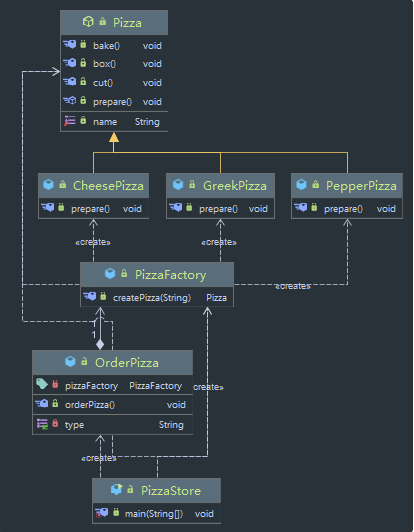 Pizza
bake() void
box() void
cut() void
prepare() void
name String
CheesePizza
prepare() void
GreekPizza
prepare() void
PepperPizza
prepare() void
«create»
«create»
«create»
PizzaFactory
createPizza(String) Pizza
1
1
OrderPizza
pizzaFactory PizzaFactory
orderPizza() void
type String
create»
«create»
PizzaStore
main(String[]) void